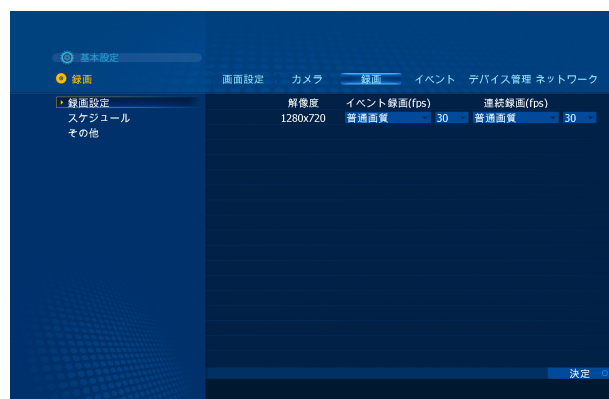 基本設定
録画 画面設定 カメラ 録画 イベント デバイス管理 ネットワーク
録画設定 解像度 イベント録画(fps) 連続録画(fps)
スケジュール 1280x720 普通画質 30 普通画質 30
その他
決定